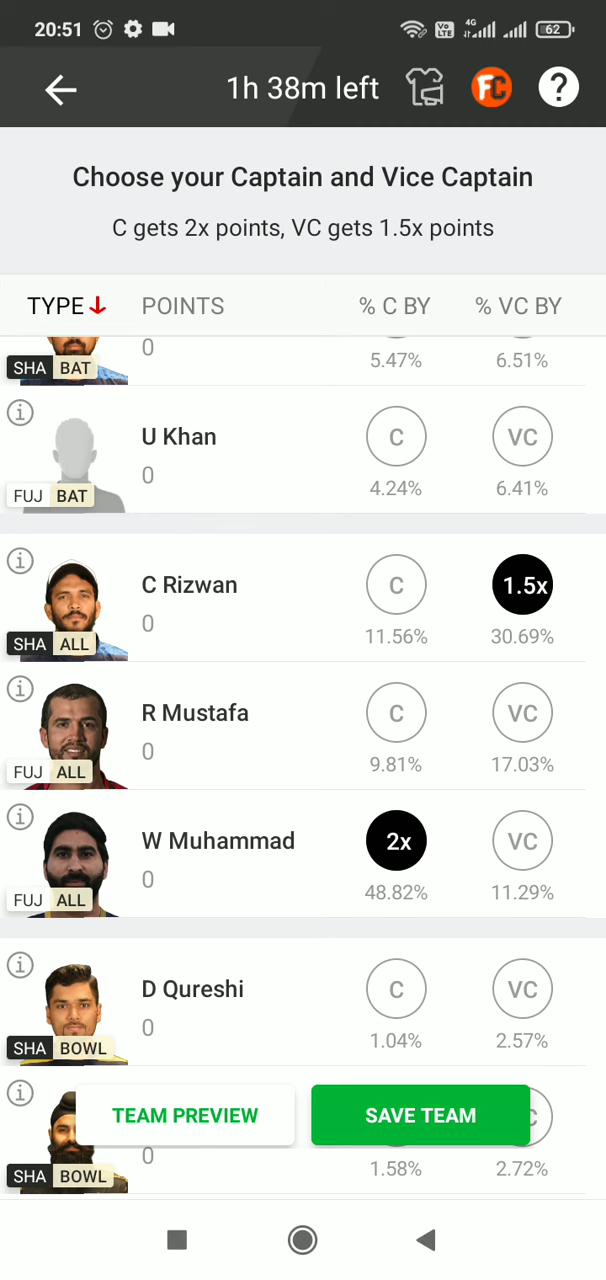 20:51 Vo LTE 4G 62
1h 38m left FC ?
Choose your Captain and Vice Captain
C gets 2x points, VC gets 1.5x points
TYPE POINTS % C BY % VC BY
0
SHA BAT 5.47% 6.51%
i
U Khan C VC
0
FUJ BAT 4.24% 6.41%
i
C Rizwan C 1.5x
0
SHA ALL 11.56% 30.69%
i
R Mustafa C VC
0
FUJ ALL 9.81% 17.03%
i
W Muhammad 2x VC
0
FUJ ALL 48.82% 11.29%
i
D Qureshi C VC
0
SHA BOWL 1.04% 2.57%
i
TEAM PREVIEW SAVE TEAM C
0
SHA BOWL 1.58% 2.72%